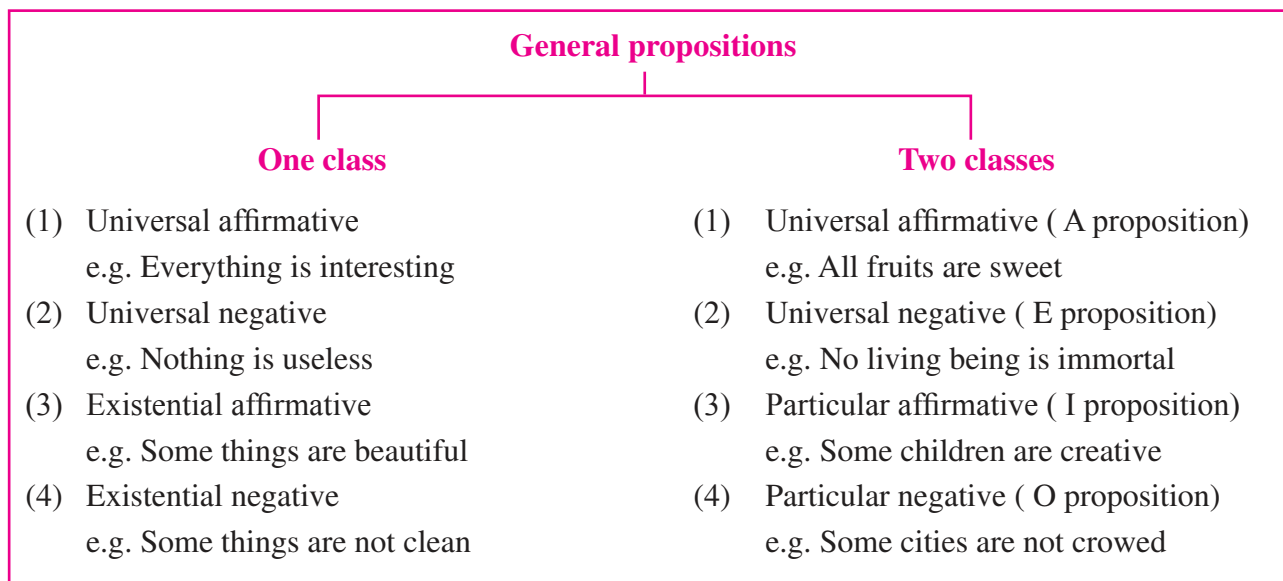 General propositions
One class
(1) Universal affirmative
e.g. Everything is interesting
(2) Universal negative
e.g. Nothing is useless
(3) Existential affirmative
e.g. Some things are beautiful
(4) Existential negative
e.g. Some things are not clean
Two classes
(1) Universal affirmative ( A proposition)
e.g. All fruits are sweet
(2) Universal negative ( E proposition)
e.g. No living being is immortal
(3) Particular affirmative ( I proposition)
e.g. Some children are creative
(4) Particular negative ( O proposition)
e.g. Some cities are not crowed